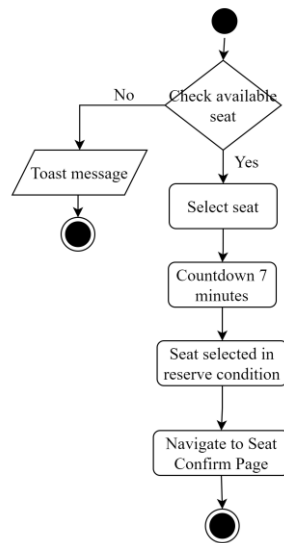 Check available
seat
No
Yes
Toast message
Select seat
Countdown 7
minutes
Seat selected in
reserve condition
Navigate to Seat
Confirm Page